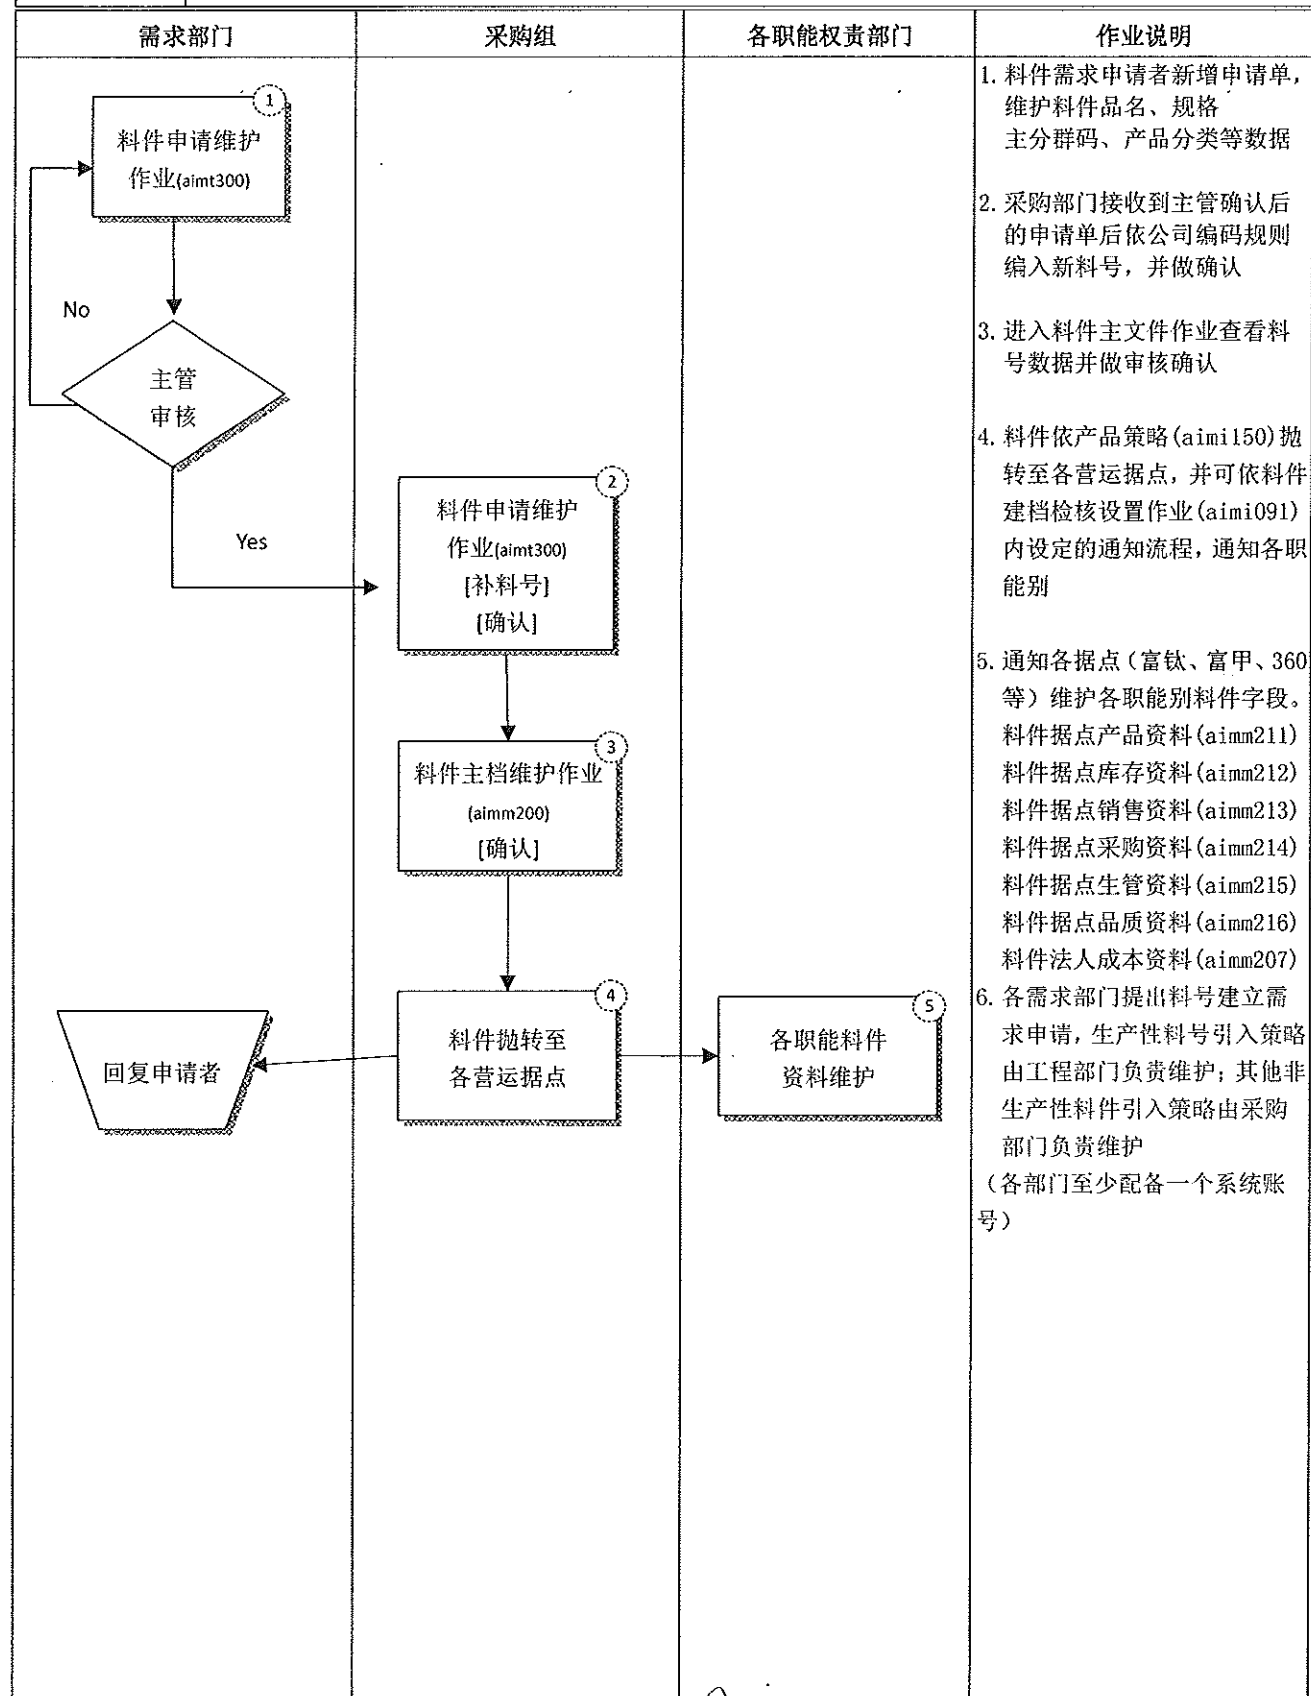 需求部门
采购组
各职能权责部门
作业说明
1
料件申请维护
作业(aimt300)
No
主管
审核
Yes
2
料件申请维护
作业(aimt300)
[补料号]
[确认]
3
料件主档维护作业
(aimm200)
[确认]
4
料件抛转至
各营运据点
回复申请者
5
各职能料件
资料维护
1. 料件需求申请者新增申请单，
维护料件品名、规格
主分群码、产品分类等数据
2. 采购部门接收到主管确认后
的申请单后依公司编码规则
编入新料号，并做确认
3. 进入料件主文件作业查看料
号数据并做审核确认
4. 料件依产品策略(aimi150)抛
转至各营运据点，并可依料件
建档检核设置作业(aimi091)
内设定的通知流程，通知各职
能别
5. 通知各据点（富钛、富甲、360
等）维护各职能别料件字段。
料件据点产品资料(aimm211)
料件据点库存资料(aimm212)
料件据点销售资料(aimm213)
料件据点采购资料(aimm214)
料件据点生管资料(aimm215)
料件据点品质资料(aimm216)
料件法人成本资料(aimm207)
6. 各需求部门提出料号建立需
求申请，生产性料号引入策略
由工程部门负责维护；其他非
生产性料件引入策略由采购
部门负责维护
（各部门至少配备一个系统账
号）